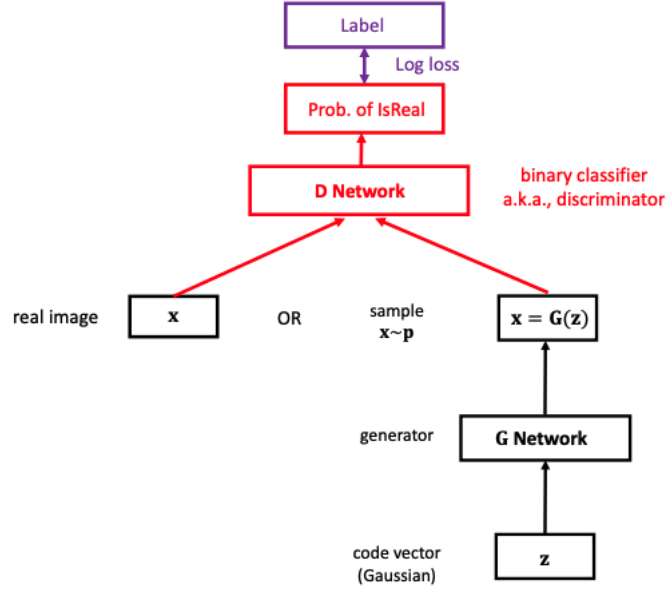 Label
Log loss
Prob. of IsReal
D Network
binary classifier
a.k.a., discriminator
real image
x
OR
sample
x~p
x = G(z)
generator
G Network
code vector
(Gaussian)
z